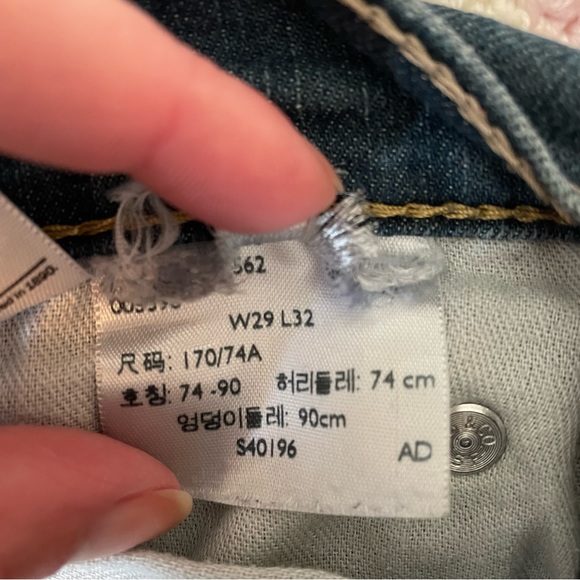 W29 L32
尺码: 170/74A
호칭: 74 -90 허리둘레: 74 cm
엉덩이둘레: 90cm
S40196 AD
& CO